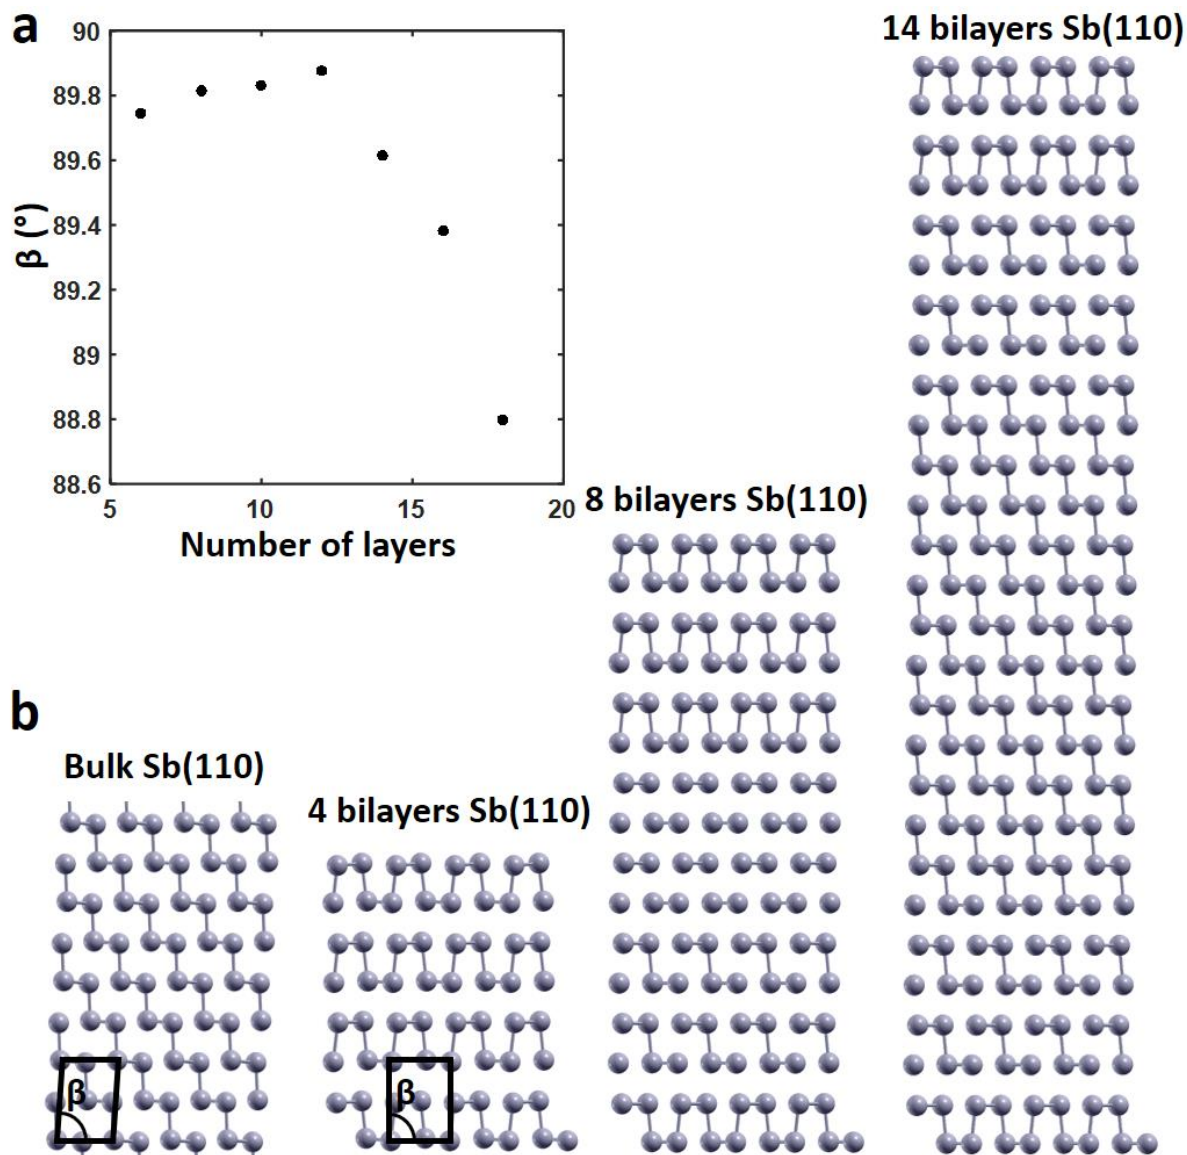 a
90
89.8
89.6
89.4
89.2
89
88.8
88.6
β (°)
5
10
15
20
Number of layers
14 bilayers Sb(110)
8 bilayers Sb(110)
b
Bulk Sb(110)
4 bilayers Sb(110)
β
β